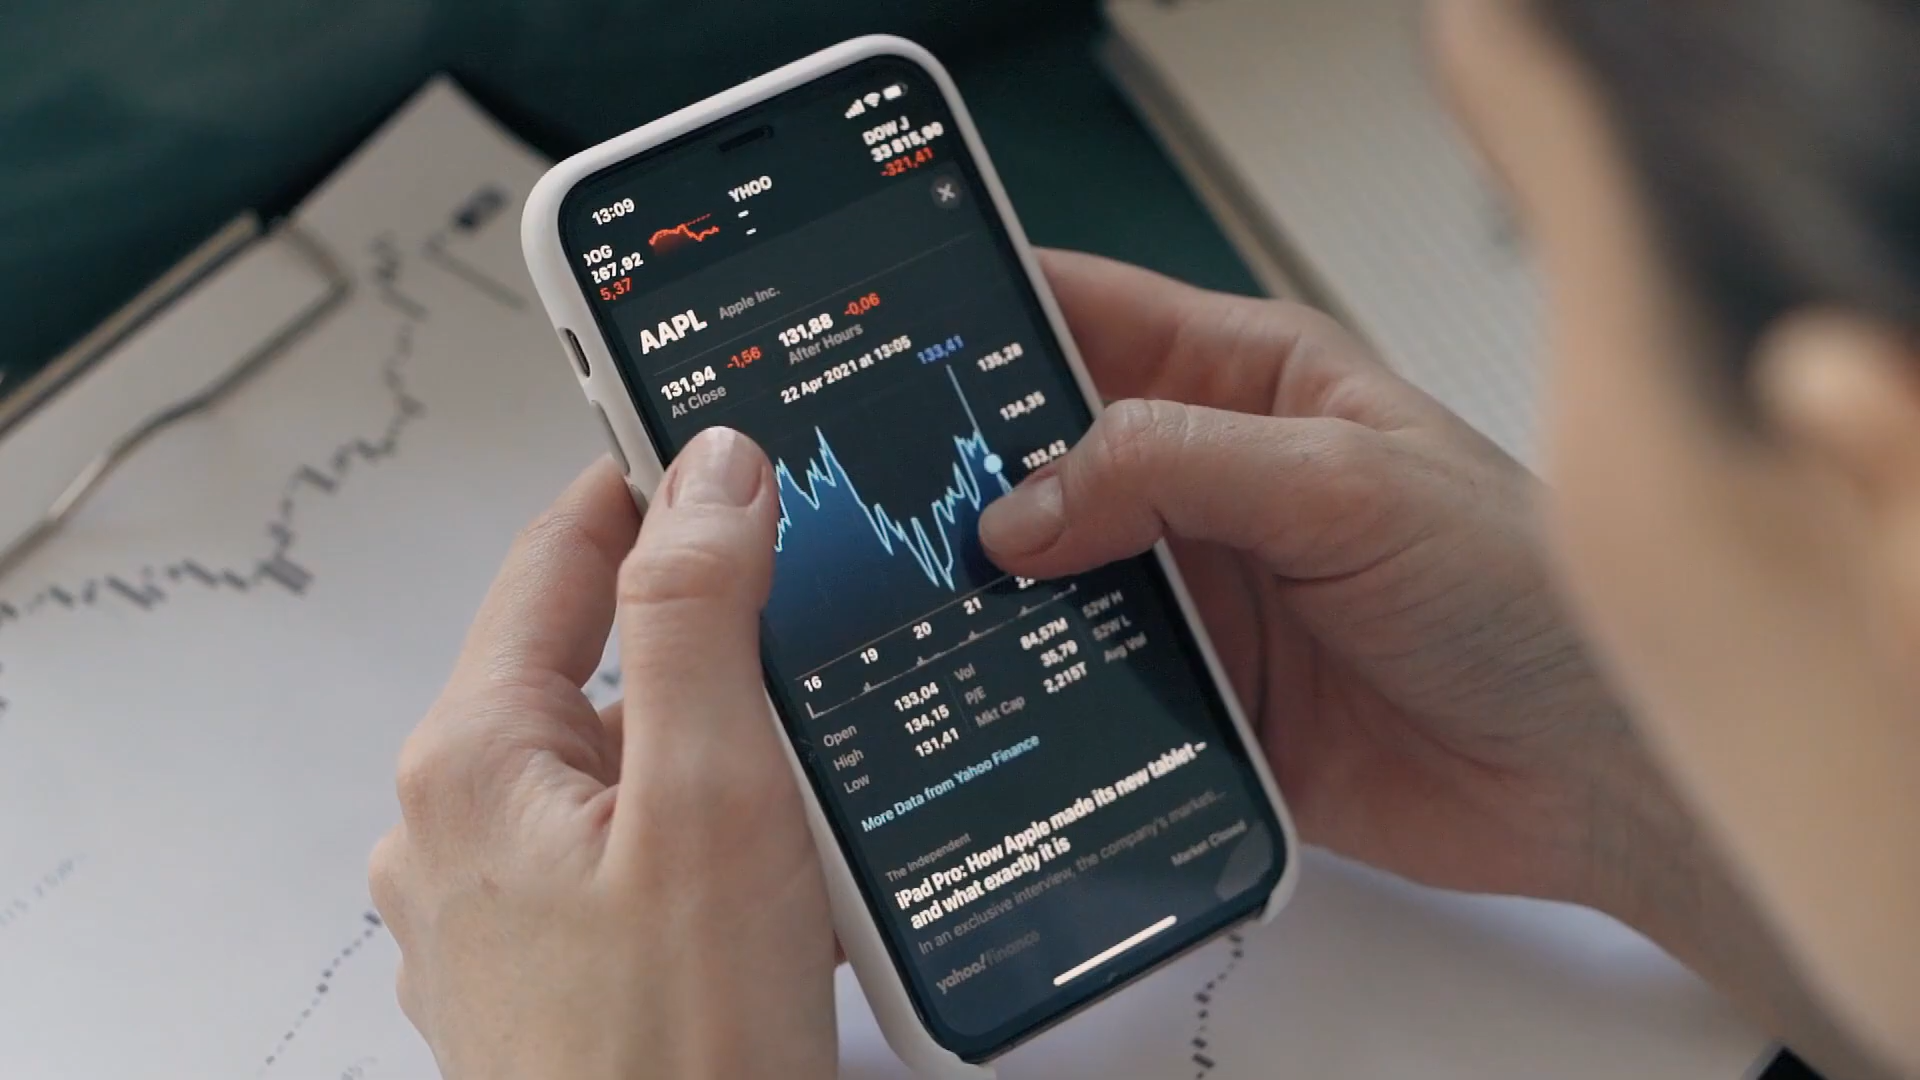 13:09
OOG
267,92
5,37
YHOO
DOW J
33 815,90
-321,41
AAPL Apple Inc.
131,94 -1,56
At Close
131,88 -0,06
After Hours
22 Apr 2021 at 13:05
133,41
135,28
134,35
133,42
16 19 20 21
Open 133,04
High 134,15
Low 131,41
Vol 84,57M
P/E 35,79
Mkt Cap 2,215T
52W H
52W L
Avg Vol
More Data from Yahoo Finance
The Independent
iPad Pro: How Apple made its new tablet –
and what exactly it is
In an exclusive interview, the company's marketi...
yahoo!finance
Market Closed